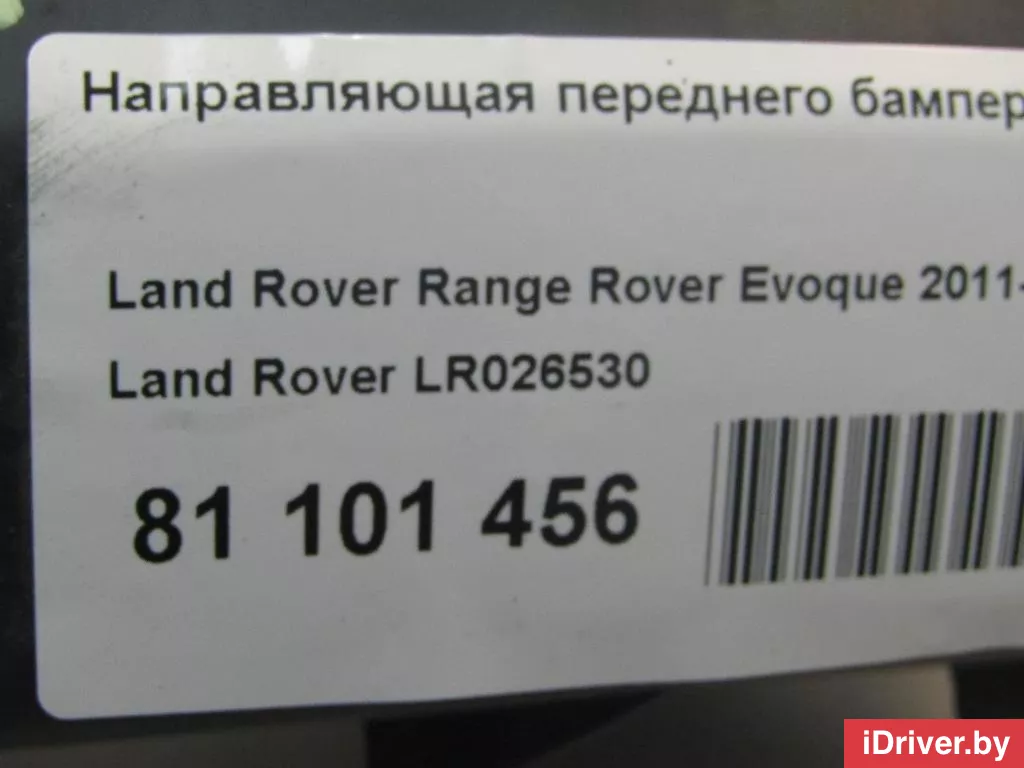 Направляющая переднего бампер
Land Rover Range Rover Evoque 2011-
Land Rover LR026530
81 101 456
iDriver.by